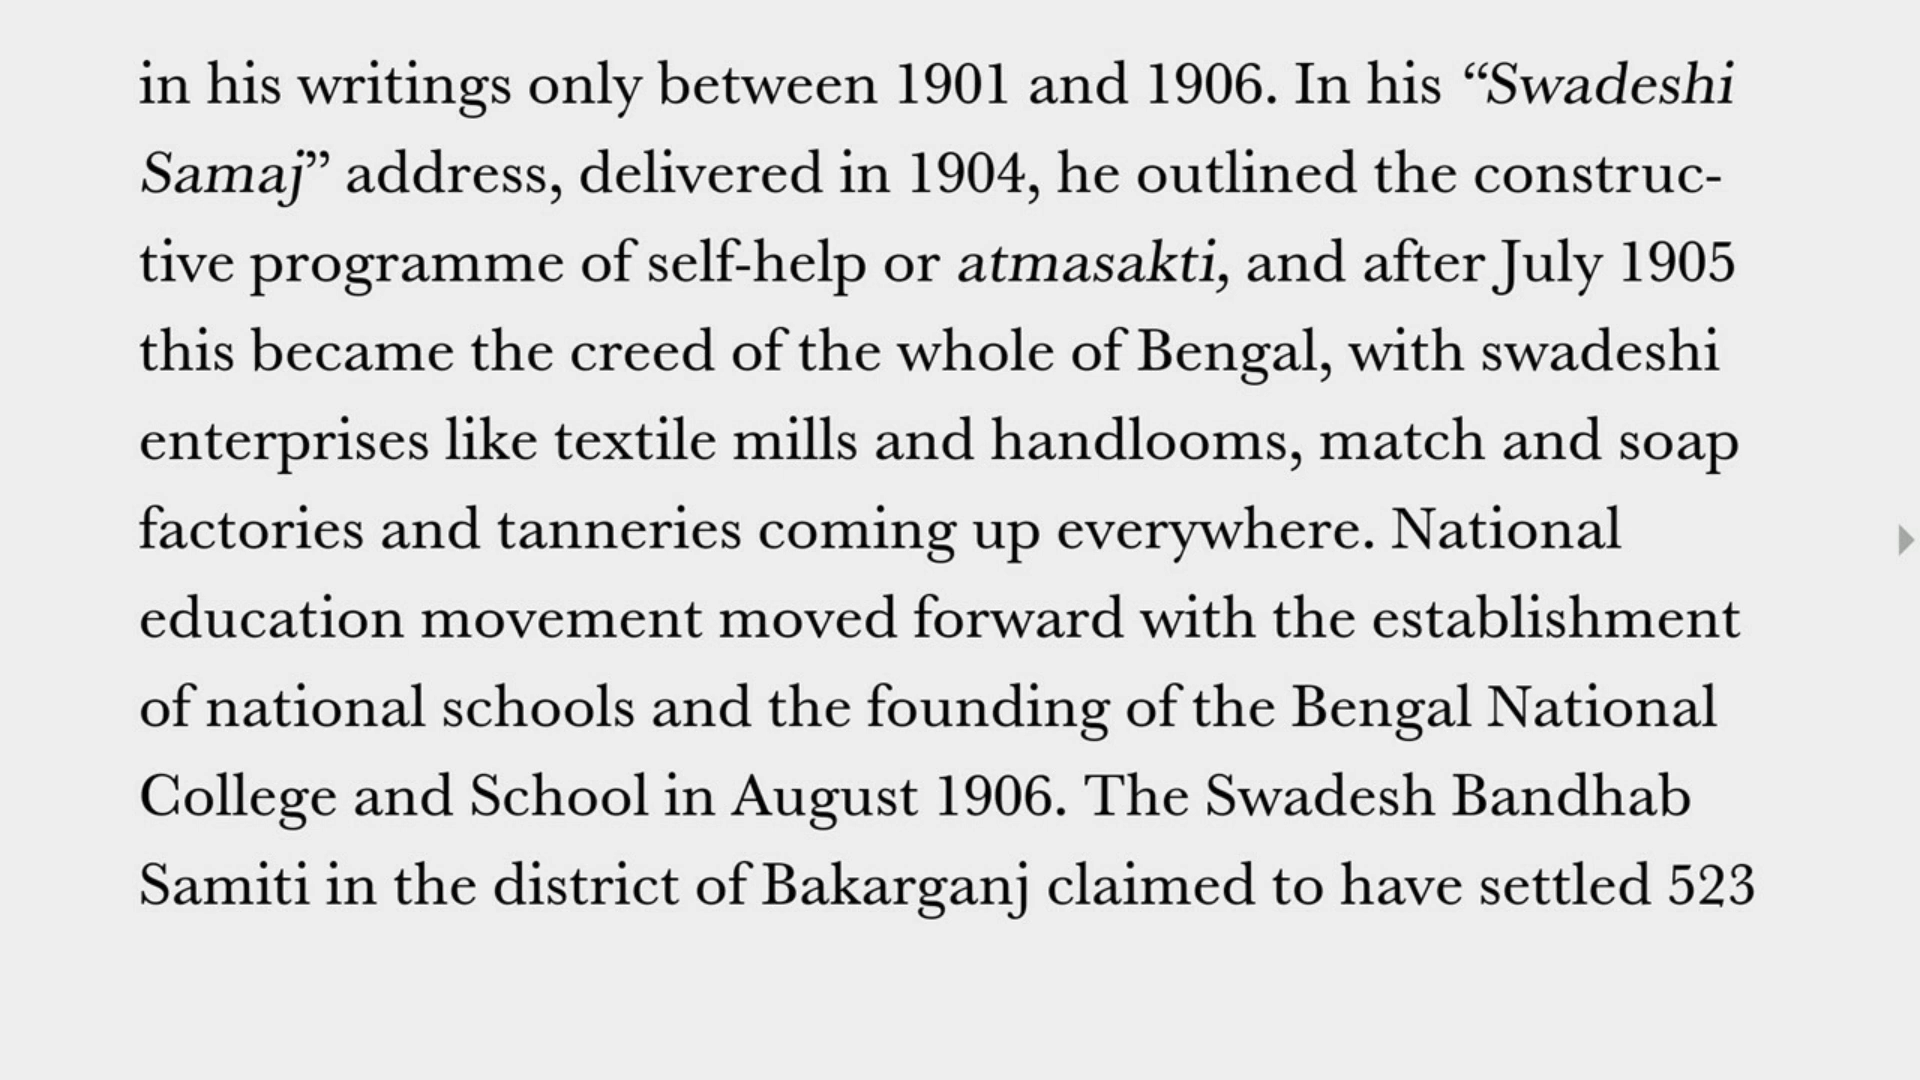 in his writings only between 1901 and 1906. In his “Swadeshi
Samaj” address, delivered in 1904, he outlined the construc-
tive programme of self-help or atmasakti, and after July 1905
this became the creed of the whole of Bengal, with swadeshi
enterprises like textile mills and handlooms, match and soap
factories and tanneries coming up everywhere. National
education movement moved forward with the establishment
of national schools and the founding of the Bengal National
College and School in August 1906. The Swadesh Bandhab
Samiti in the district of Bakarganj claimed to have settled 523